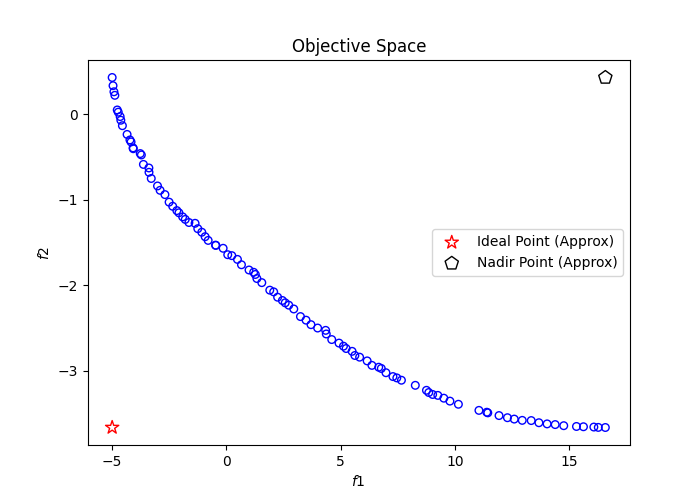 Objective Space
f2
0
−1
−2
−3
Ideal Point (Approx)
Nadir Point (Approx)
−5
0
5
10
15
f1